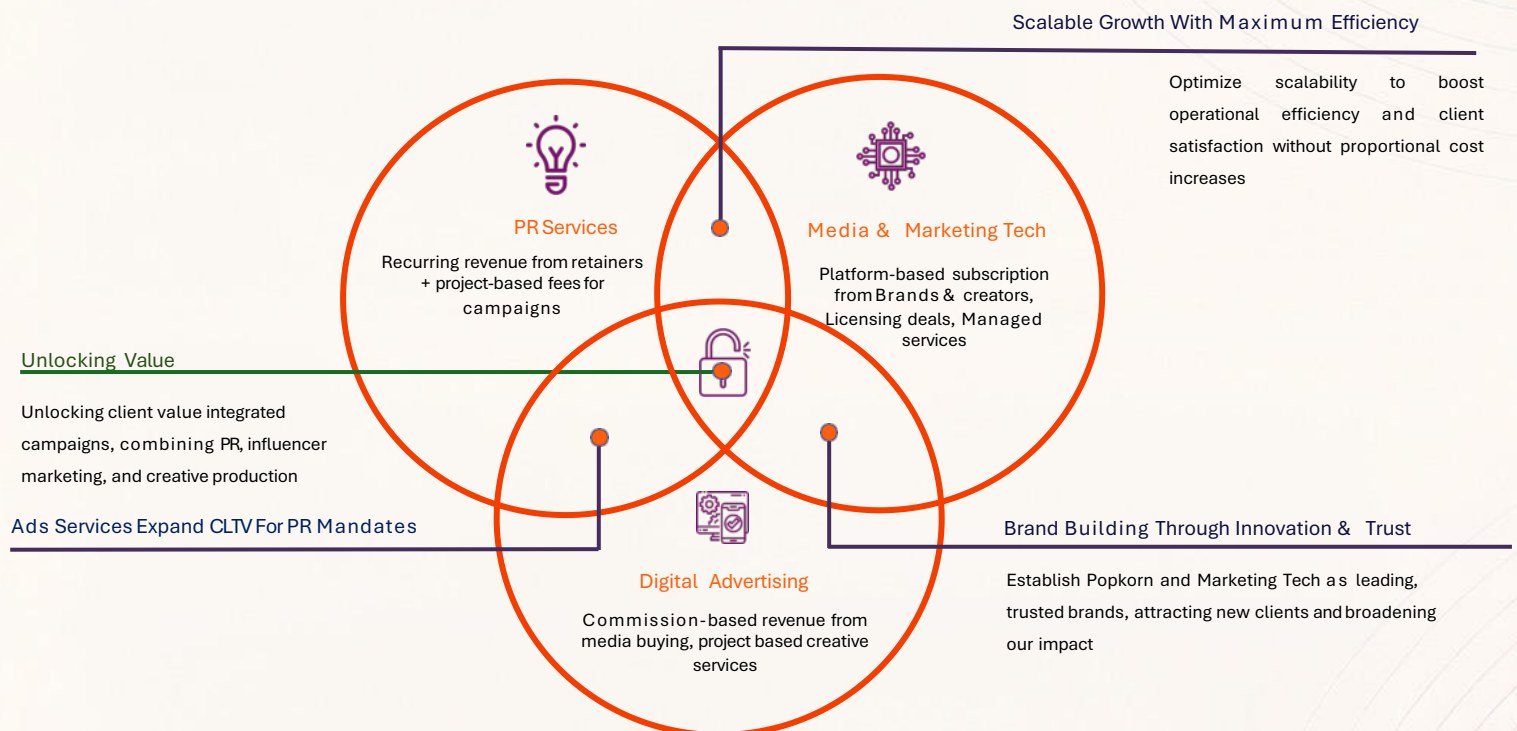 Scalable Growth With Maximum Efficiency
Optimize scalability to boost
operational efficiency and client
satisfaction without proportional cost
increases
PR Services
Recurring revenue from retainers
+ project-based fees for
campaigns
Media & Marketing Tech
Platform-based subscription
from Brands & creators,
Licensing deals, Managed
services
Unlocking Value
Unlocking client value integrated
campaigns, combining PR, influencer
marketing, and creative production
Ads Services Expand CLTV For PR Mandates
Digital Advertising
Commission-based revenue from
media buying, project based creative
services
Brand Building Through Innovation & Trust
Establish Popkorn and Marketing Tech as leading,
trusted brands, attracting new clients and broadening
our impact